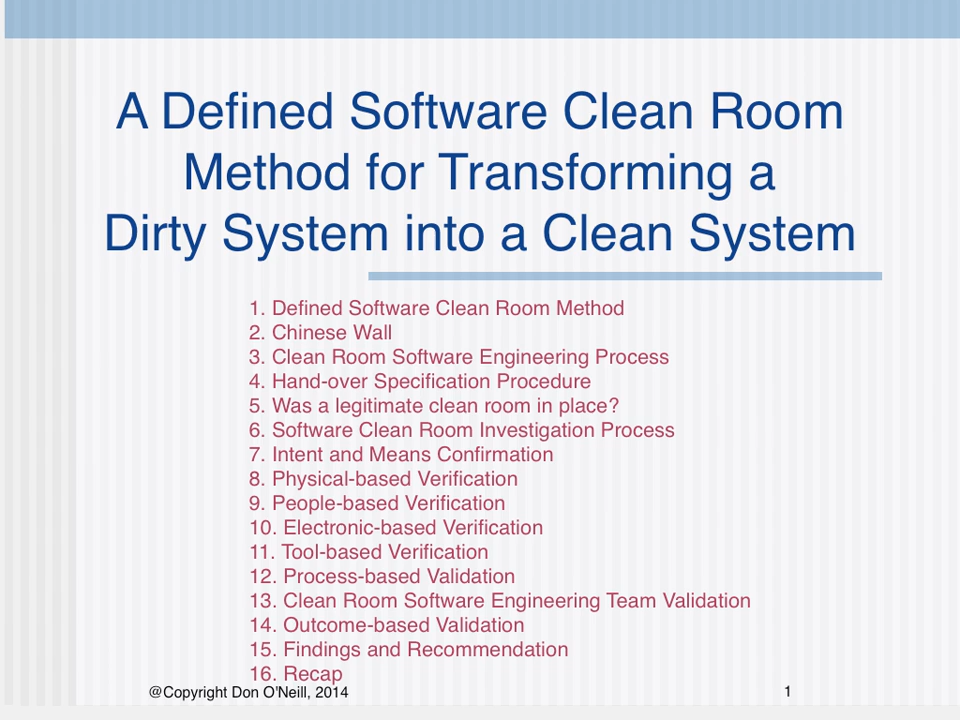 A Defined Software Clean Room
Method for Transforming a
Dirty System into a Clean System
1. Defined Software Clean Room Method
2. Chinese Wall
3. Clean Room Software Engineering Process
4. Hand-over Specification Procedure
5. Was a legitimate clean room in place?
6. Software Clean Room Investigation Process
7. Intent and Means Confirmation
8. Physical-based Verification
9. People-based Verification
10. Electronic-based Verification
11. Tool-based Verification
12. Process-based Validation
13. Clean Room Software Engineering Team Validation
14. Outcome-based Validation
15. Findings and Recommendation
16. Recap
@Copyright Don O'Neill, 2014 1